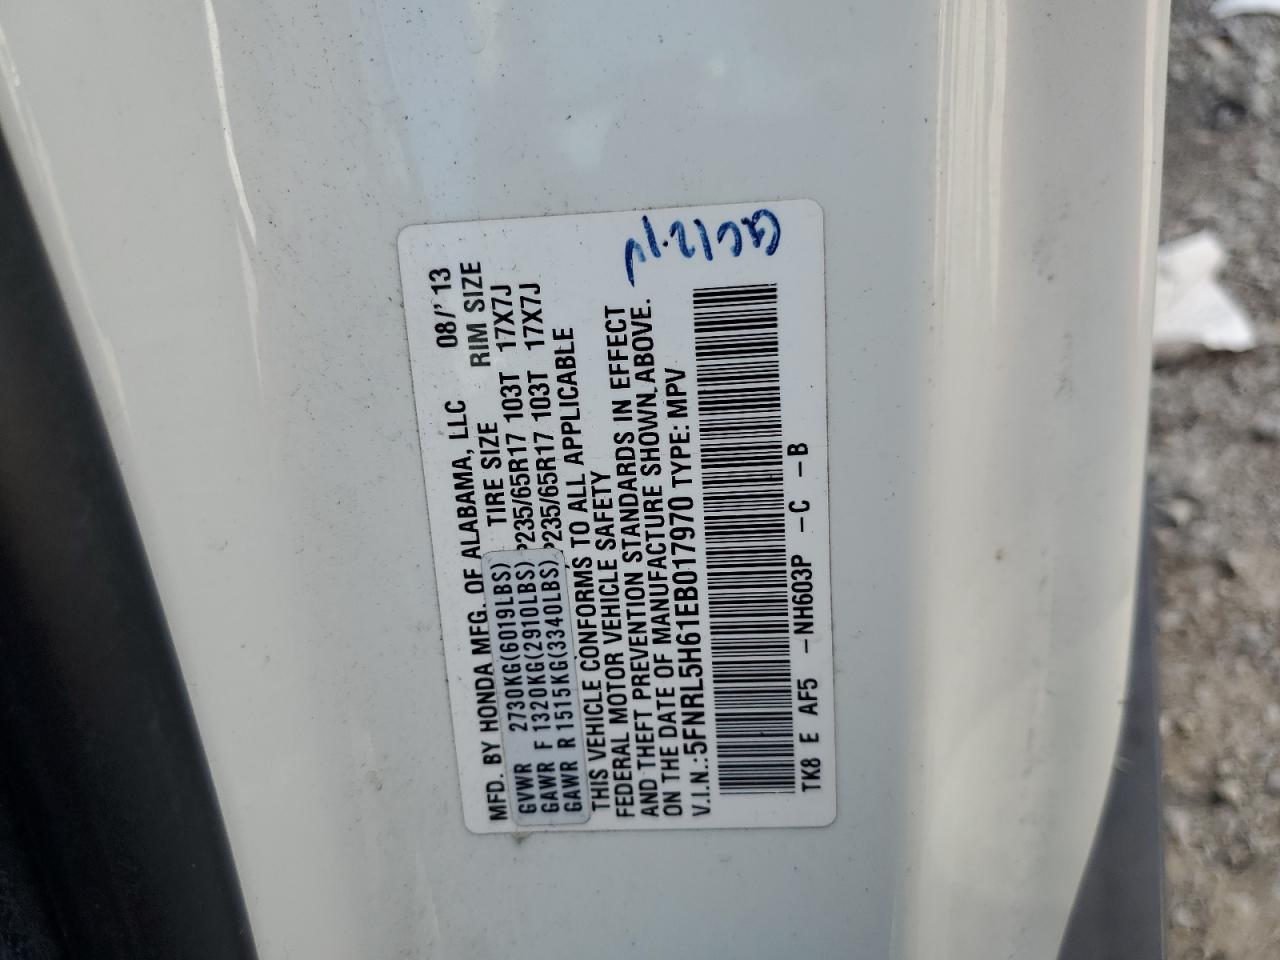 MFD. BY HONDA MFG. OF ALABAMA, LLC 08/'13
TIRE SIZE RIM SIZE
GVWR 2730KG(6019LBS)
GAWR F 1320KG(2910LBS) P235/65R17 103T 17X7J
GAWR R 1515KG(3340LBS) P235/65R17 103T 17X7J
THIS VEHICLE CONFORMS TO ALL APPLICABLE
FEDERAL MOTOR VEHICLE SAFETY
AND THEFT PREVENTION STANDARDS IN EFFECT
ON THE DATE OF MANUFACTURE SHOWN ABOVE.
V.I.N.:5FNRL5H61EB017970 TYPE: MPV
TK8 E AF5 -NH603P -C -B